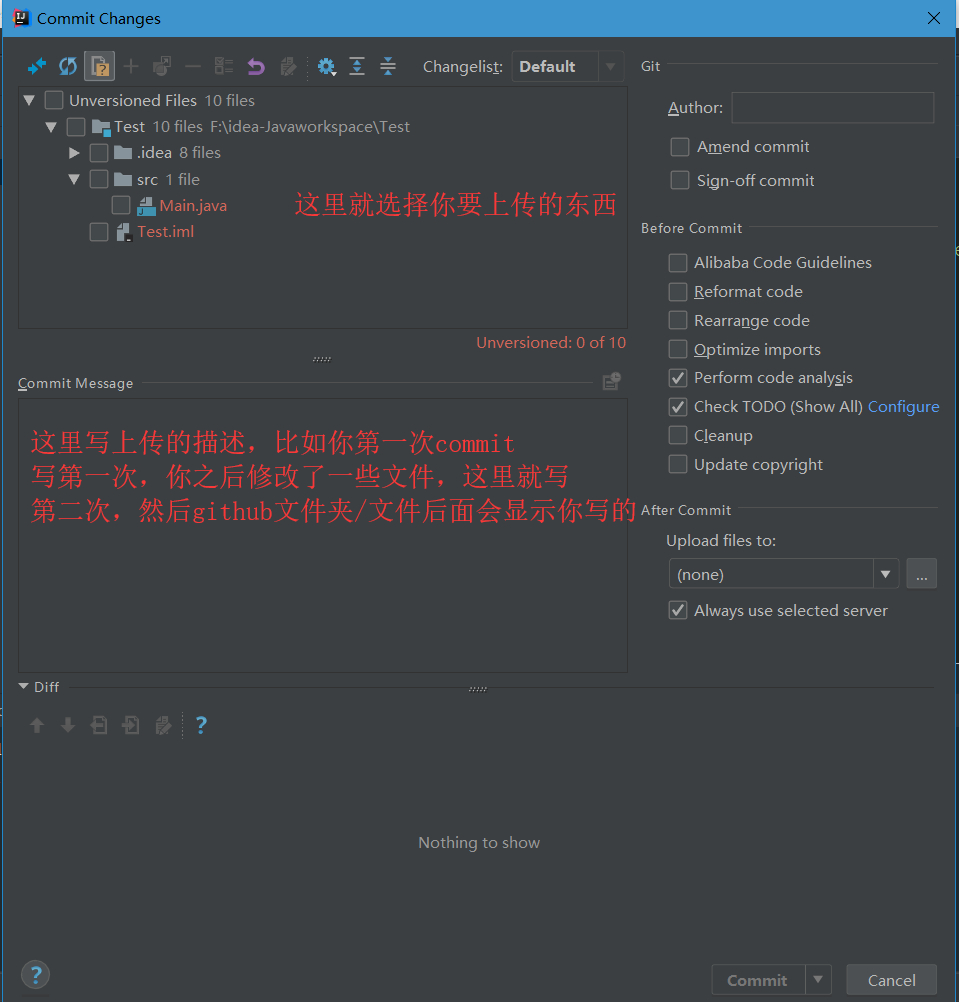 Commit Changes
Changelist: Default
Unversioned Files 10 files
Test 10 files F:\idea-Javaworkspace\Test
.idea 8 files
src 1 file
Main.java
这里就选择你要上传的东西
Test.iml
Unversioned: 0 of 10
Commit Message
这里写上传的描述，比如你第一次commit
写第一次，你之后修改了一些文件，这里就写
第二次，然后github文件夹/文件后面会显示你写的
Git
Author:
Amend commit
Sign-off commit
Before Commit
Alibaba Code Guidelines
Reformat code
Rearrange code
Optimize imports
Perform code analysis
Check TODO (Show All) Configure
Cleanup
Update copyright
After Commit
Upload files to:
(none)
...
Always use selected server
Diff
?
Nothing to show
?
Commit
Cancel